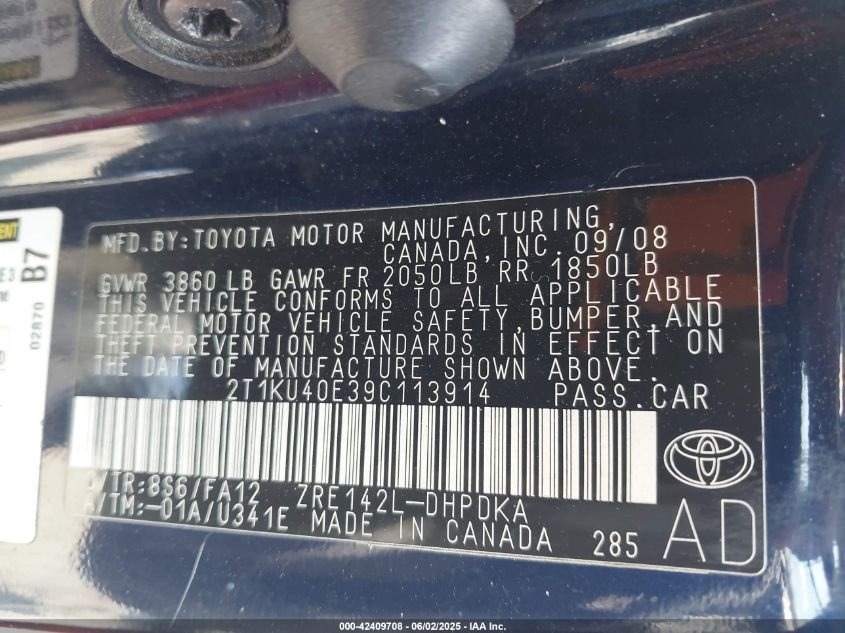 MFD.BY:TOYOTA MOTOR MANUFACTURING,
CANADA,INC. 09/08
GVWR 3860 LB GAWR FR 2050LB RR 1850LB
THIS VEHICLE CONFORMS TO ALL APPLICABLE
FEDERAL MOTOR VEHICLE SAFETY,BUMPER,AND
THEFT PREVENTION STANDARDS IN EFFECT ON
THE DATE OF MANUFACTURE SHOWN ABOVE.
2T1KU40E39C113914 PASS.CAR
/TR:8S6/FA12 ZRE142L-DHPDKA
A/TM:-01A/U341E MADE IN CANADA 285
AD
B7
02870
000-42409708 - 06/02/2025 - IAA Inc.